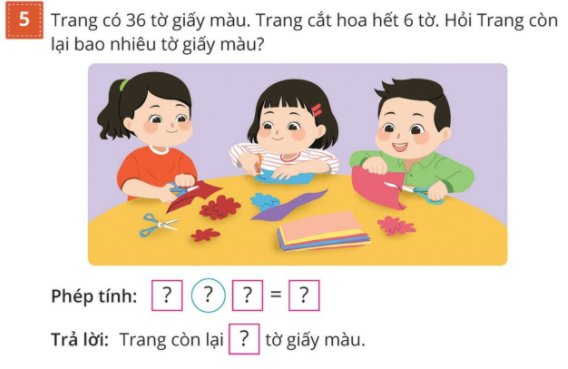 5 Trang có 36 tờ giấy màu. Trang cắt hoa hết 6 tờ. Hỏi Trang còn
lại bao nhiêu tờ giấy màu?
Phép tính: ? ? ? = ?
Trả lời: Trang còn lại ? tờ giấy màu.